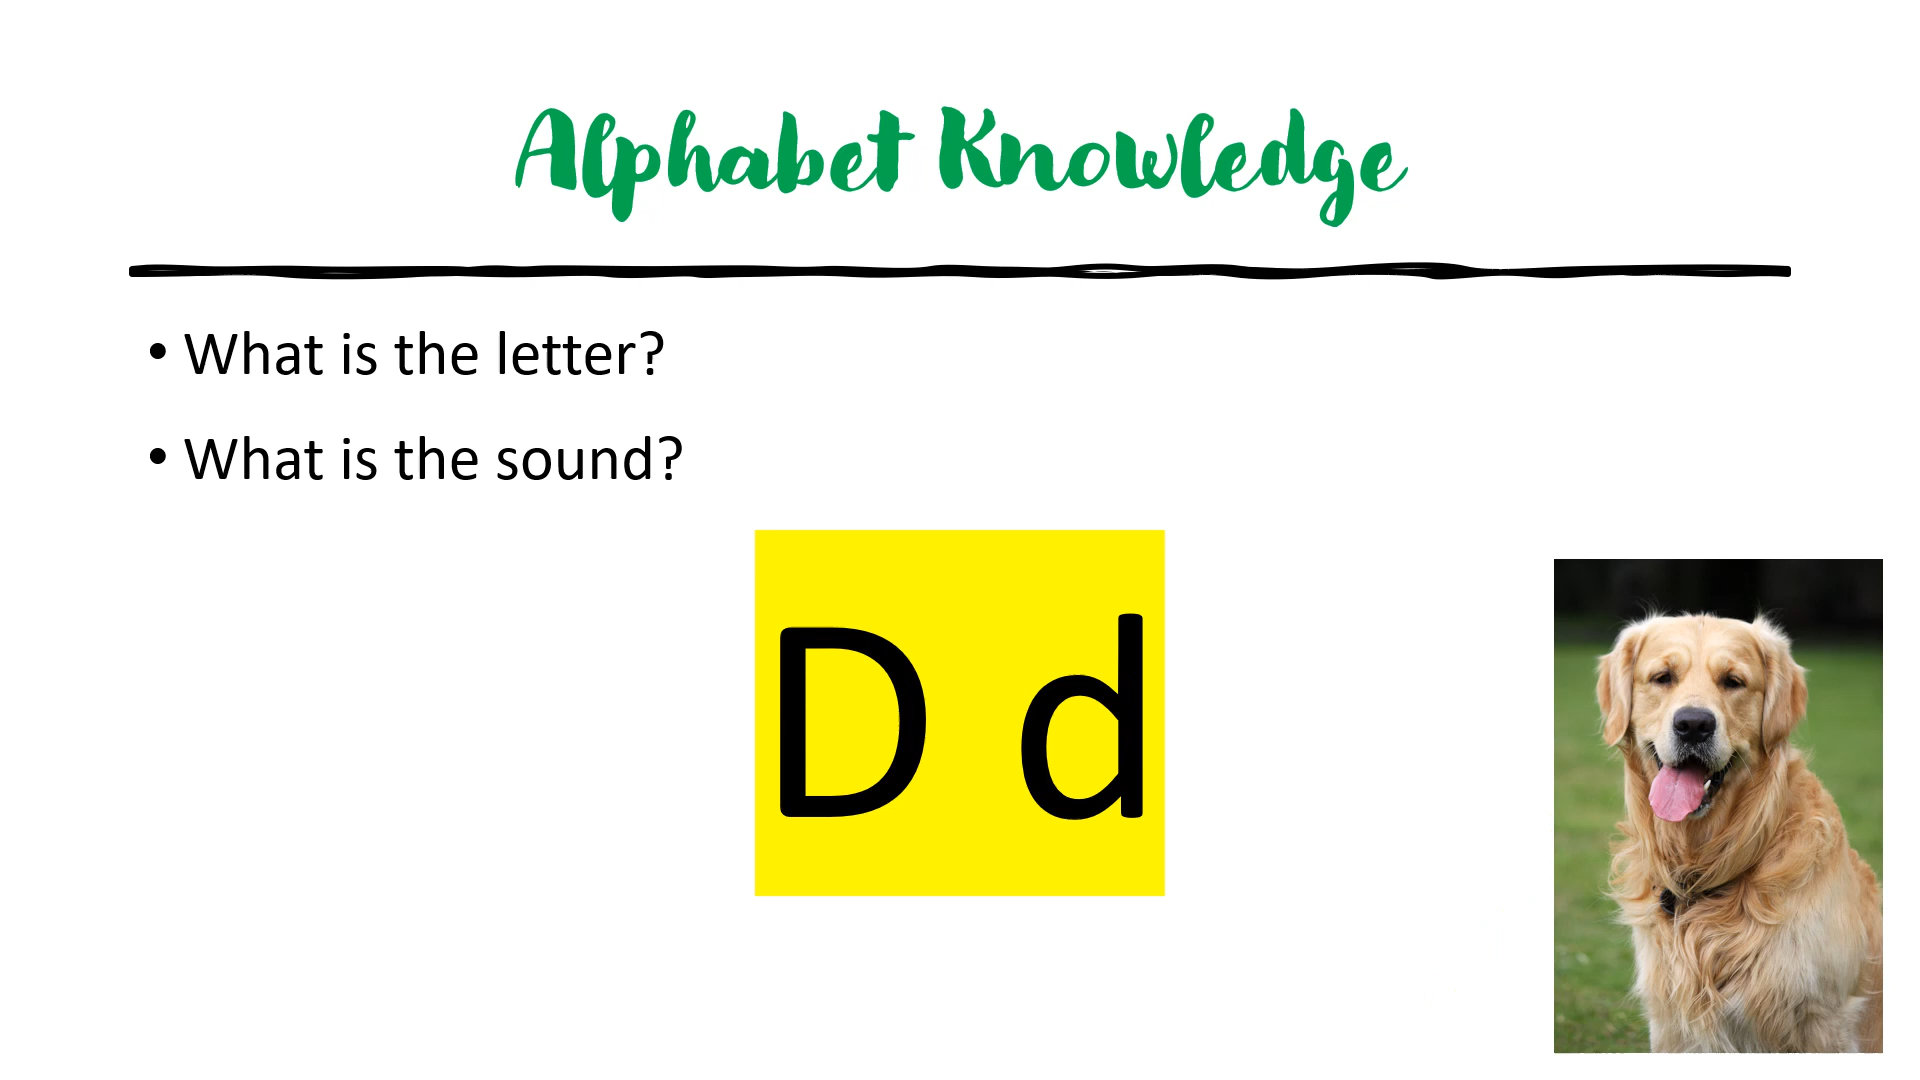 Alphabet Knowledge
• What is the letter?
• What is the sound?
D d